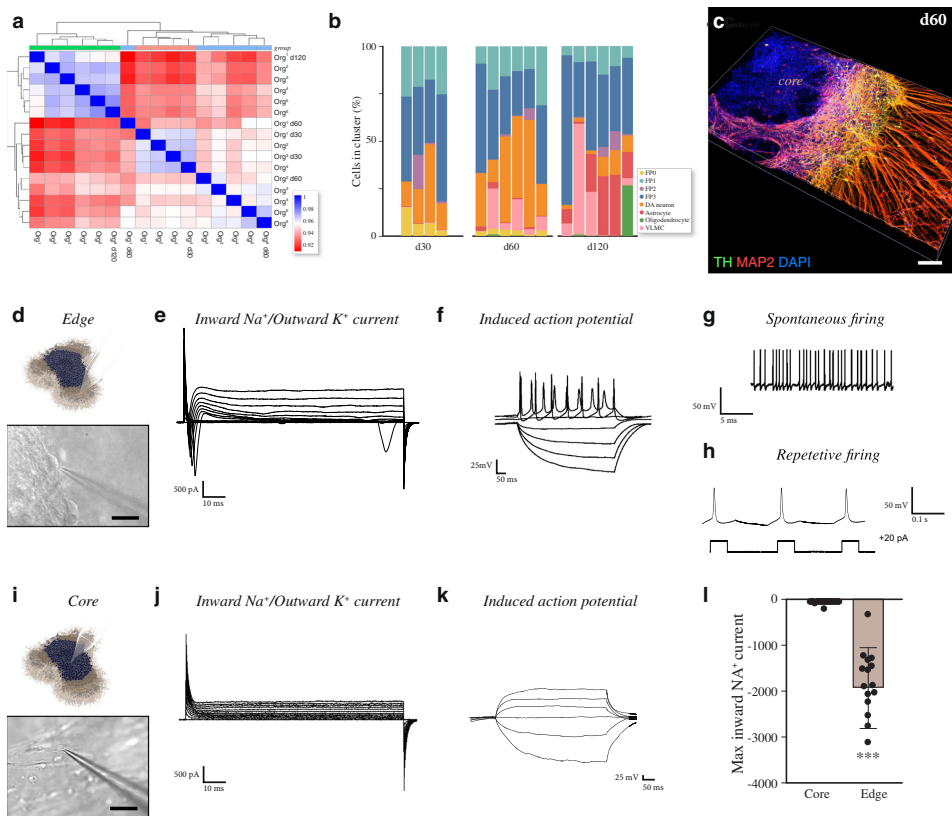 a
group
Org¹ d120
Org²
Org³
Org⁴
Org⁵
Org⁶
Org¹ d60
Org¹ d30
Org²
Org³ d30
Org⁴
Org² d60
Org³
Org⁴
Org⁵
Org⁶
1
0.98
0.96
0.94
0.92
b
Cells in cluster (%)
100
50
0
d30
d60
d120
FP0
FP1
FP2
FP3
DA neuron
Astrocyte
Oligodendrocyte
VLMC
c
d60
core
TH MAP2 DAPI
d
Edge
e
Inward Na⁺/Outward K⁺ current
500 pA
10 ms
f
Induced action potential
25mV
50 ms
g
Spontaneous firing
50 mV
5 ms
h
Repetetive firing
50 mV
0.1 s
+20 pA
i
Core
j
Inward Na⁺/Outward K⁺ current
500 pA
10 ms
k
Induced action potential
25 mV
50 ms
l
Max inward NA⁺ current
0
-1000
-2000
-3000
-4000
***
Core
Edge